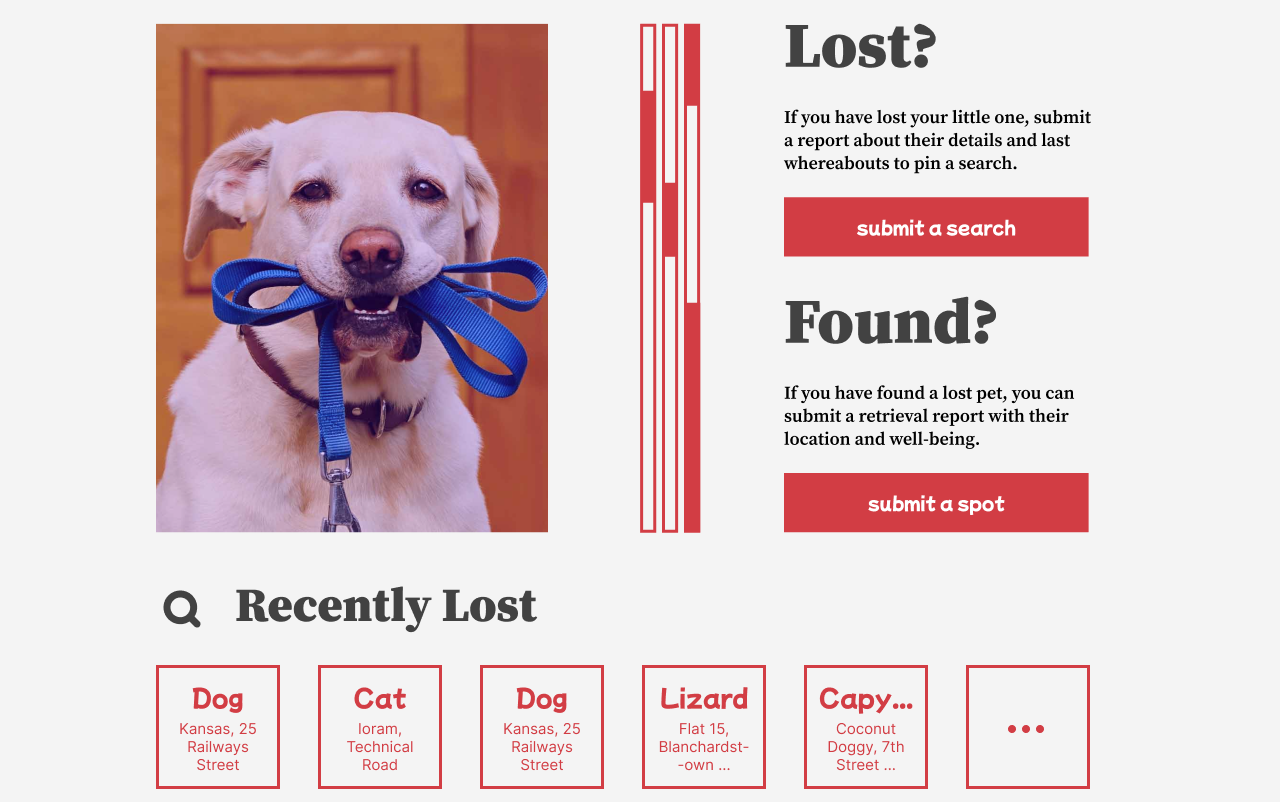 Lost?
If you have lost your little one, submit
a report about their details and last
whereabouts to pin a search.
submit a search
Found?
If you have found a lost pet, you can
submit a retrieval report with their
location and well-being.
submit a spot
Recently Lost
Dog
Kansas, 25
Railways
Street
Cat
Ioram,
Technical
Road
Dog
Kansas, 25
Railways
Street
Lizard
Flat 15,
Blanchardst-
-own ...
Capy...
Coconut
Doggy, 7th
Street ...